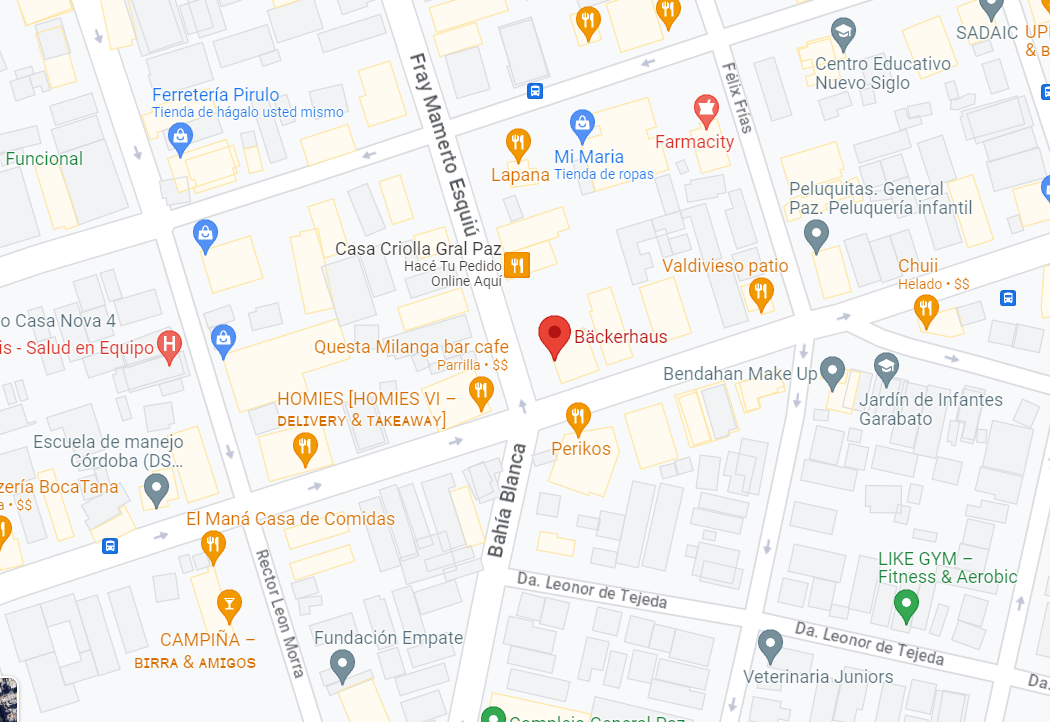 SADAIC
UPI
& B
Centro Educativo
Nuevo Siglo
Fray Mamerto Esquiú
Félix Frías
Ferretería Pirulo
Tienda de hágalo usted mismo
Farmacity
Funcional
Mi Maria
Tienda de ropas
Lapana
Peluquitas. General
Paz. Peluquería infantil
Casa Criolla Gral Paz
Hacé Tu Pedido
Online Aquí
Valdivieso patio
Chuii
Helado • $$
o Casa Nova 4
is - Salud en Equipo
Bäckerhaus
Questa Milanga bar cafe
Parrilla • $$
Bendahan Make Up
HOMIES [HOMIES VI –
DELIVERY & TAKEAWAY]
Jardín de Infantes
Garabato
Escuela de manejo
Córdoba (DS...
Perikos
zería BocaTana
a • $$
Bahía Blanca
El Maná Casa de Comidas
Rector Leon Morra
LIKE GYM –
Fitness & Aerobic
Da. Leonor de Tejeda
CAMPIÑA –
BIRRA & AMIGOS
Fundación Empate
Da. Leonor de Tejeda
Veterinaria Juniors
Da.
Complejo General Paz